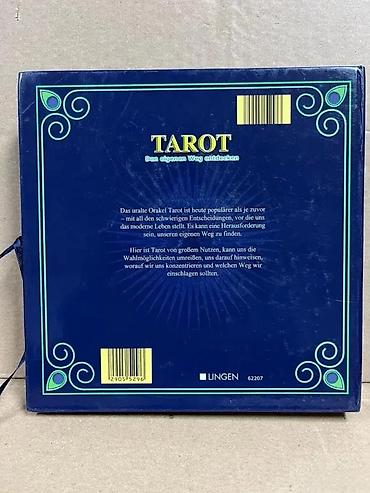 TAROT
Den eigenen Weg entdecken
Das uralte Orakel Tarot ist heute populärer als je zuvor
– mit all den schwierigen Entscheidungen, vor die uns
das moderne Leben stellt. Es kann eine Herausforderung
sein, unseren eigenen Weg zu finden.
Hier ist Tarot von großem Nutzen, kann uns die
Wahlmöglichkeiten umreißen, uns darauf hinweisen,
worauf wir uns konzentrieren und welchen Weg wir
einschlagen sollten.
2905 5296
LINGEN 62207